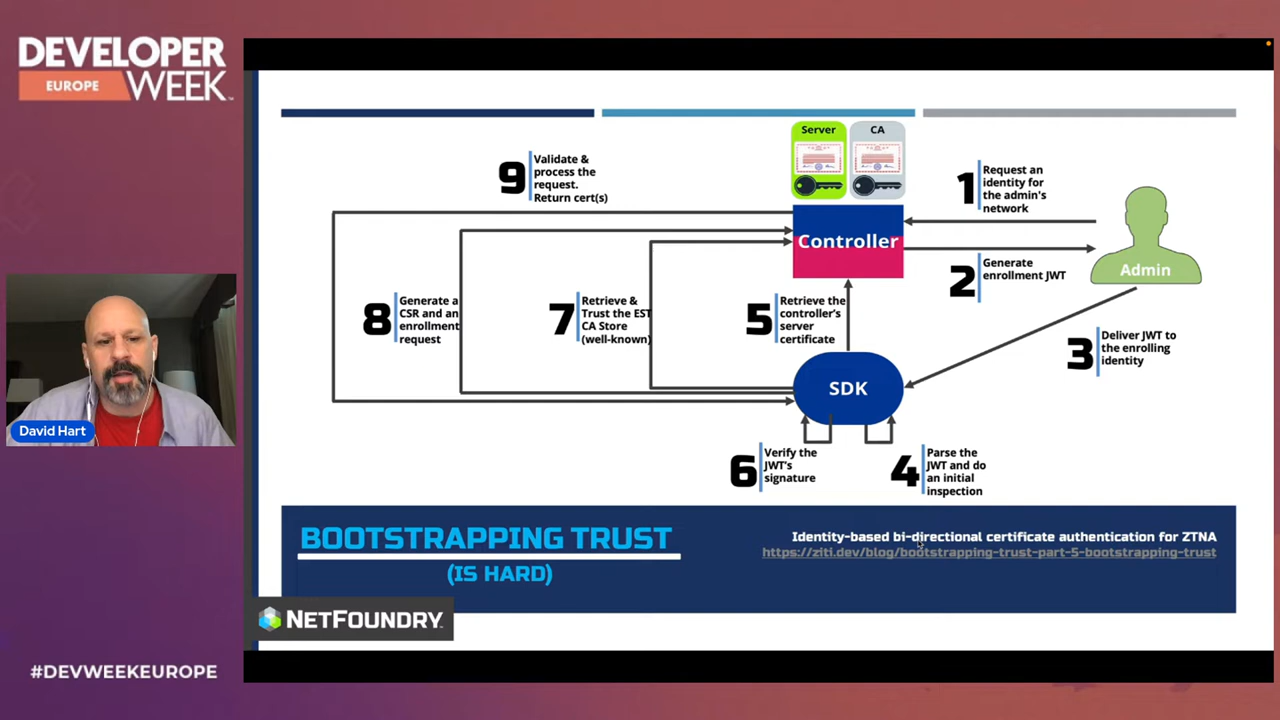 DEVELOPER
EUROPE WEEK
Server
CA
9
Validate &
process the
request.
Return cert(s)
1
Request an
identity for
the admin's
network
Controller
2
Generate
enrollment JWT
Admin
8
Generate a
CSR and an
enrollment
request
7
Retrieve &
Trust the EST
CA Store
(well-known)
5
Retrieve the
controller's
server
certificate
3
Deliver JWT to
the enrolling
identity
SDK
David Hart
6
Verify the
JWT's
signature
4
Parse the
JWT and do
an initial
inspection
BOOTSTRAPPING TRUST
(IS HARD)
Identity-based bi-directional certificate authentication for ZTNA
https://ziti.dev/blog/bootstrapping-trust-part-5-bootstrapping-trust
NETFOUNDRY
#DEVWEEKEUROPE